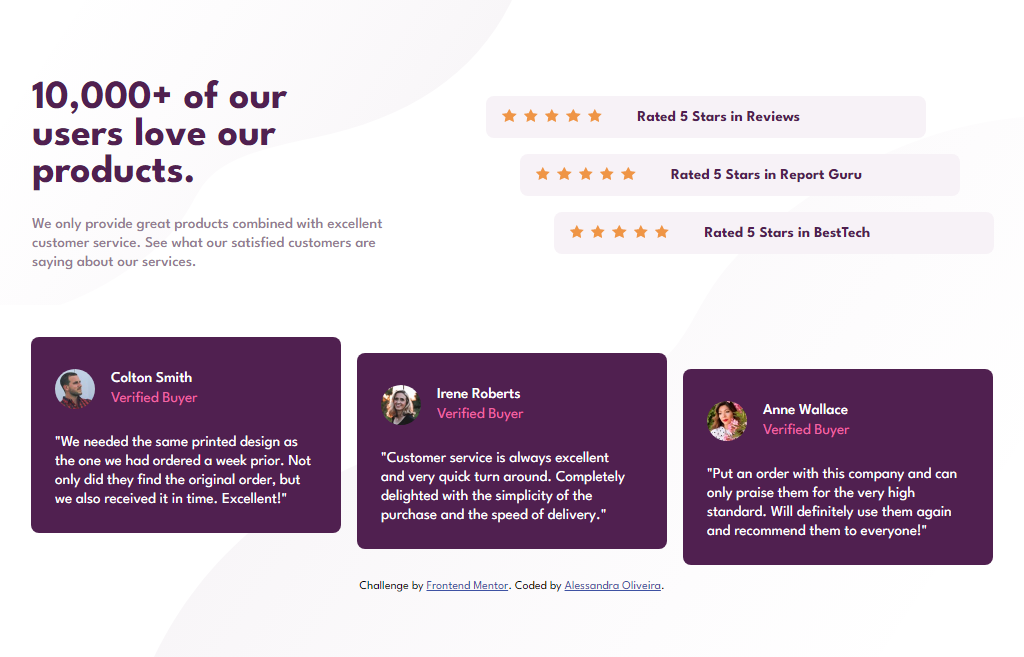 10,000+ of our
users love our
products.
We only provide great products combined with excellent
customer service. See what our satisfied customers are
saying about our services.
Rated 5 Stars in Reviews
Rated 5 Stars in Report Guru
Rated 5 Stars in BestTech
Colton Smith
Verified Buyer
"We needed the same printed design as
the one we had ordered a week prior. Not
only did they find the original order, but
we also received it in time. Excellent!"
Irene Roberts
Verified Buyer
"Customer service is always excellent
and very quick turn around. Completely
delighted with the simplicity of the
purchase and the speed of delivery."
Anne Wallace
Verified Buyer
"Put an order with this company and can
only praise them for the very high
standard. Will definitely use them again
and recommend them to everyone!"
Challenge by Frontend Mentor. Coded by Alessandra Oliveira.